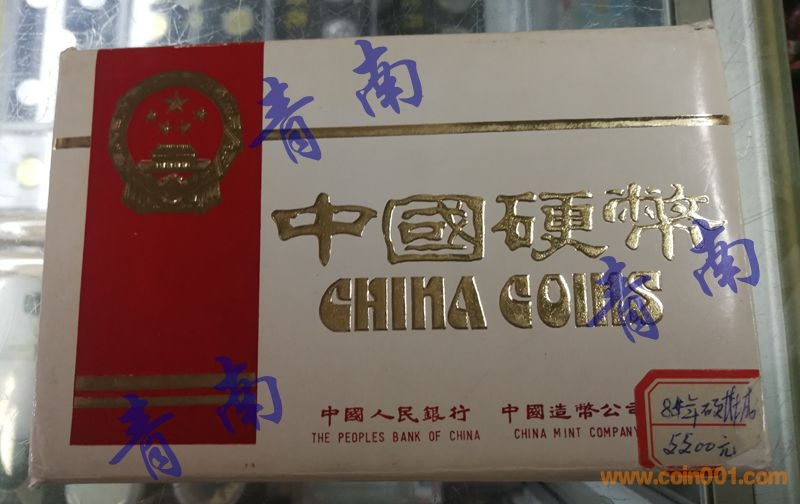 青南
中國硬幣
CHINA COINS
青南
青南
中國人民銀行 中國造幣公司
THE PEOPLES BANK OF CHINA CHINA MINT COMPANY
84年硬
5500元
www.coin001.com